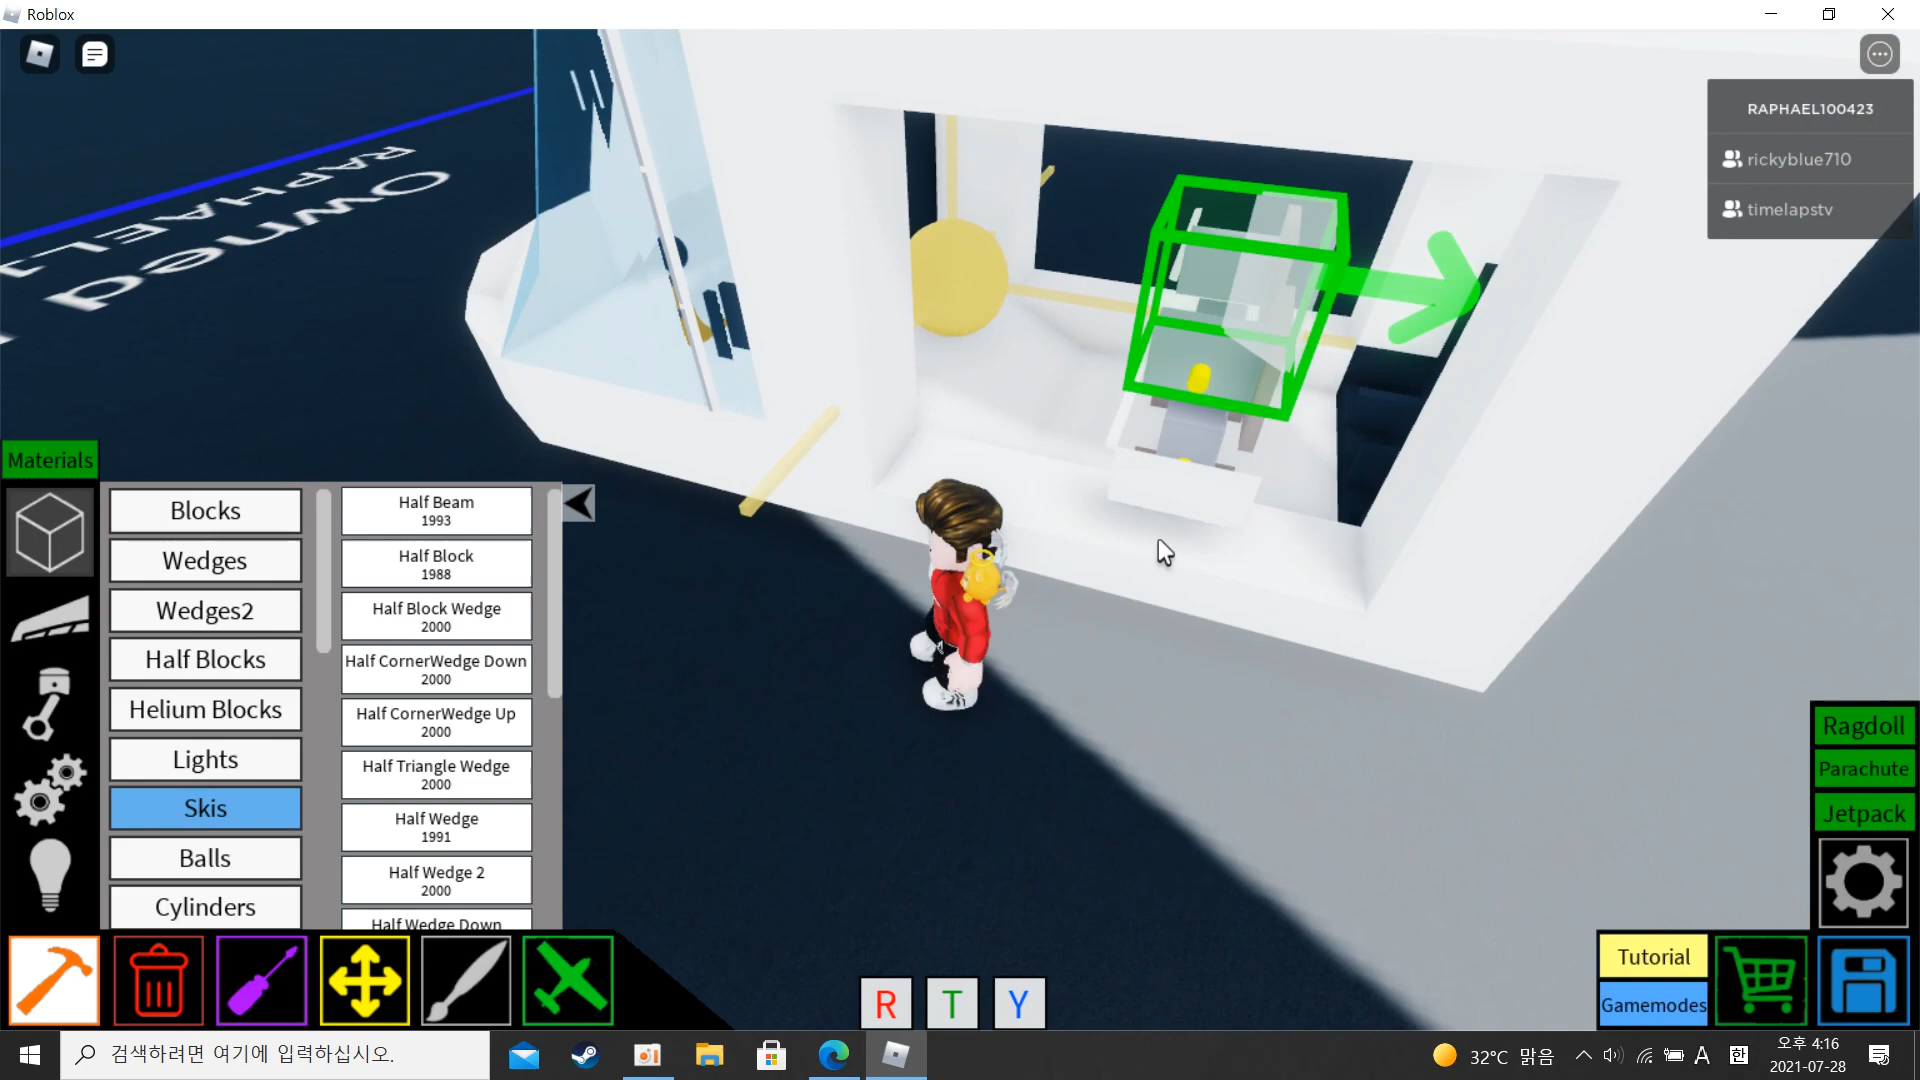 Roblox
RAPHAEL100423
rickyblue710
timelapstv
Owned
Materials
Blocks
Wedges
Wedges2
Half Blocks
Helium Blocks
Lights
Skis
Balls
Cylinders
Half Beam
1993
Half Block
1988
Half Block Wedge
2000
Half CornerWedge Down
2000
Half CornerWedge Up
2000
Half Triangle Wedge
2000
Half Wedge
1991
Half Wedge 2
2000
Half Wedge Down
Ragdoll
Parachute
Jetpack
Tutorial
Gamemodes
R T Y
검색하려면 여기에 입력하십시오.
32°C 맑음
A 한
오후 4:16
2021-07-28